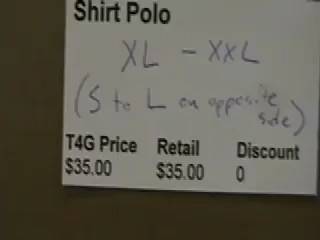 Shirt Polo
XL - XXL
(S to L on opposite
side)
T4G Price Retail Discount
$35.00 $35.00 0